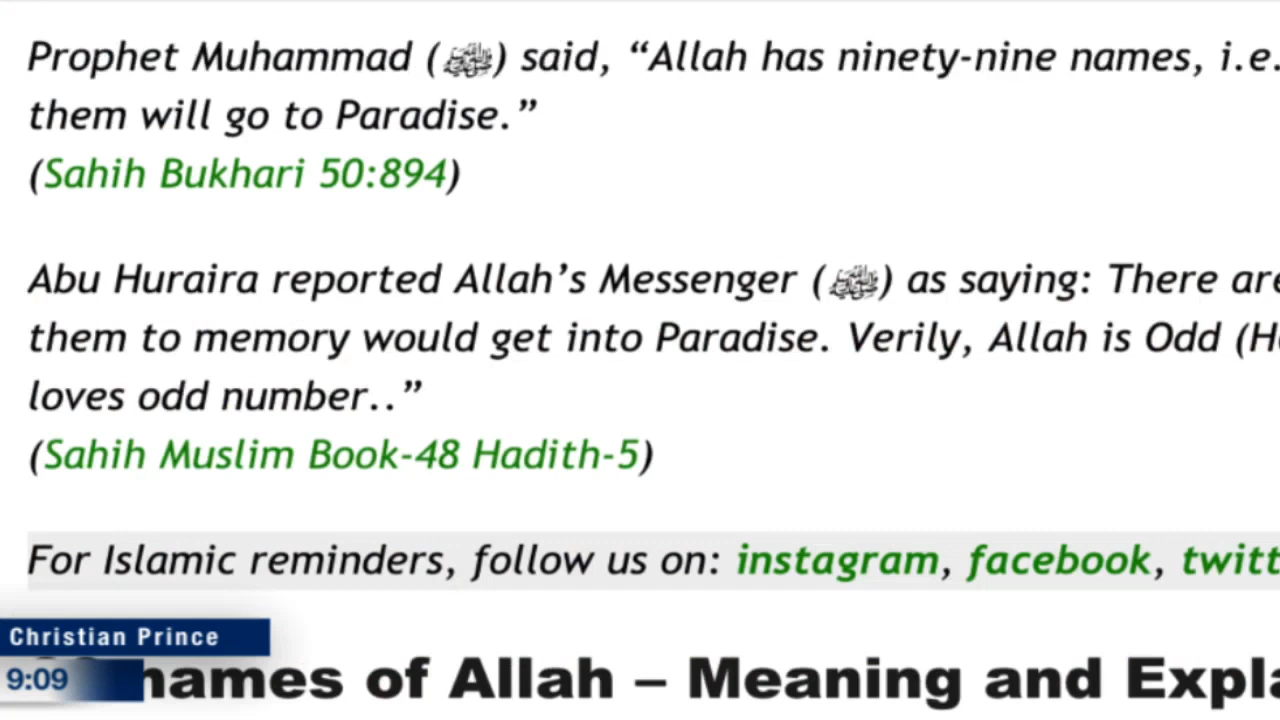 Prophet Muhammad (ﷺ) said, “Allah has ninety-nine names, i.e.
them will go to Paradise.”
(Sahih Bukhari 50:894)
Abu Huraira reported Allah’s Messenger (ﷺ) as saying: There are
them to memory would get into Paradise. Verily, Allah is Odd (He
loves odd number..”
(Sahih Muslim Book-48 Hadith-5)
For Islamic reminders, follow us on: instagram, facebook, twitt
Christian Prince
9:09
names of Allah – Meaning and Expla